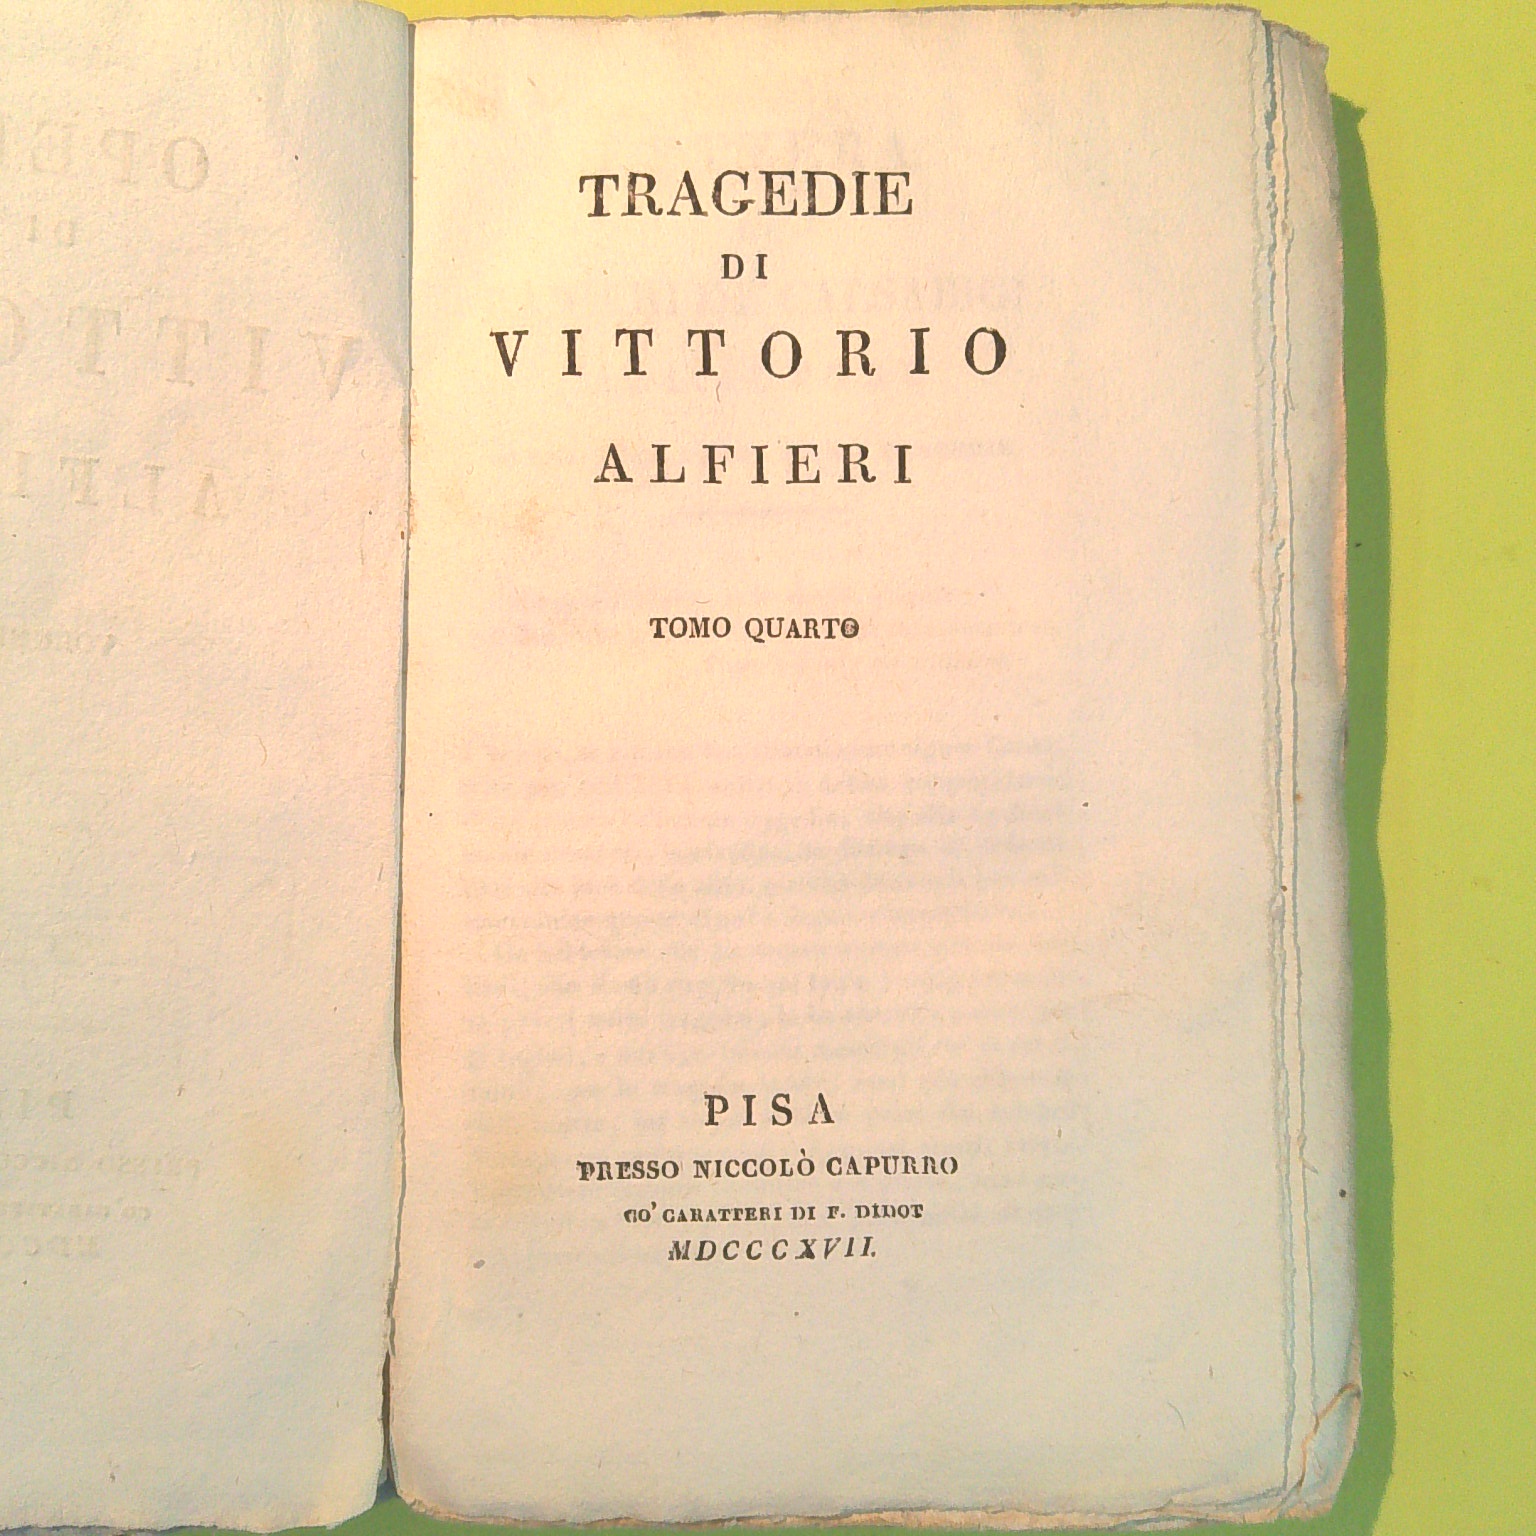 TRAGEDIE
DI
VITTORIO
ALFIERI
TOMO QUARTO
PISA
PRESSO NICCOLÒ CAPURRO
CO' CARATTERI DI F. DIDOT
MDCCCXVII.